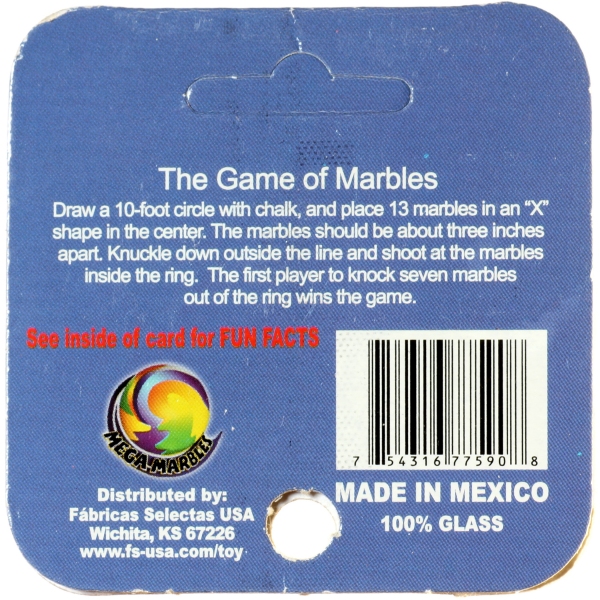 The Game of Marbles
Draw a 10-foot circle with chalk, and place 13 marbles in an “X”
shape in the center. The marbles should be about three inches
apart. Knuckle down outside the line and shoot at the marbles
inside the ring. The first player to knock seven marbles
out of the ring wins the game.
See inside of card for FUN FACTS
MEGA-MARBLES
Distributed by:
Fábricas Selectas USA
Wichita, KS 67226
www.fs-usa.com/toy
7 54316 77590 8
MADE IN MEXICO
100% GLASS